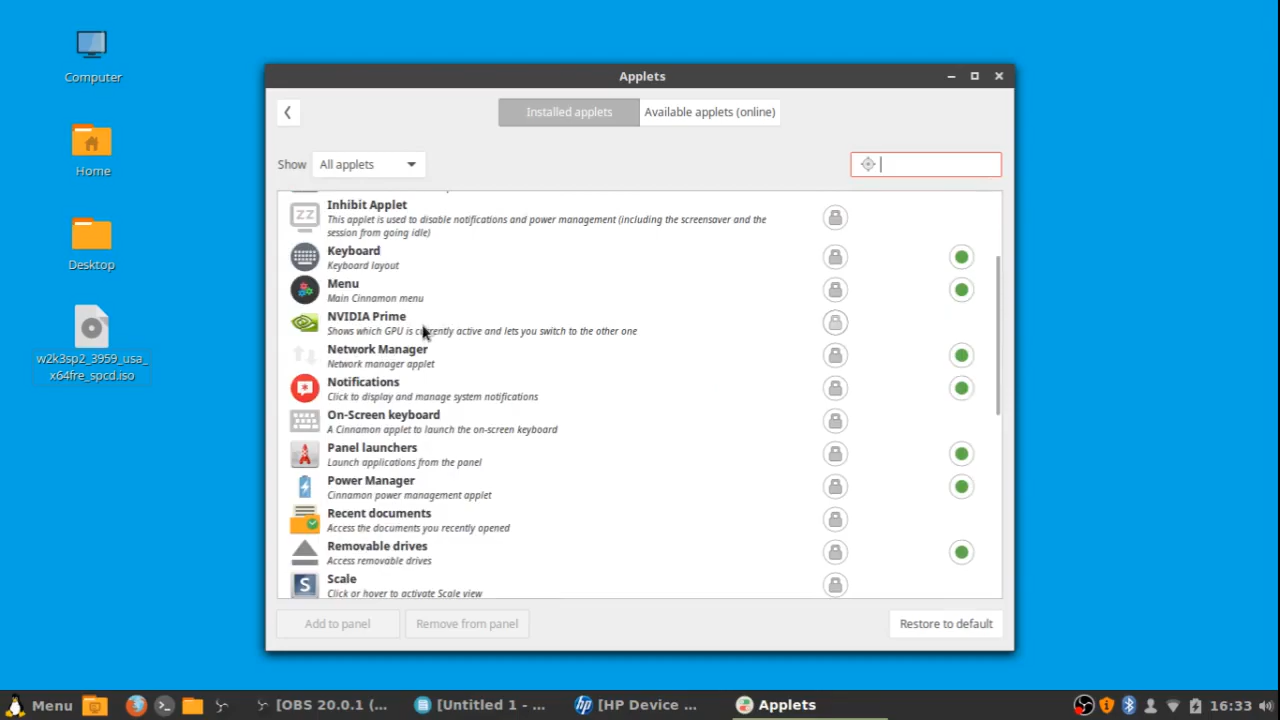 Computer
Home
Desktop
w2k3sp2_3959_usa_
x64fre_spcd.iso
Applets
Installed applets
Available applets (online)
Show
All applets
Inhibit Applet
This applet is used to disable notifications and power management (including the screensaver and the
session from going idle)
Keyboard
Keyboard layout
Menu
Main Cinnamon menu
NVIDIA Prime
Shows which GPU is currently active and lets you switch to the other one
Network Manager
Network manager applet
Notifications
Click to display and manage system notifications
On-Screen keyboard
A Cinnamon applet to launch the on-screen keyboard
Panel launchers
Launch applications from the panel
Power Manager
Cinnamon power management applet
Recent documents
Access the documents you recently opened
Removable drives
Access removable drives
Scale
Click or hover to activate Scale view
Add to panel
Remove from panel
Restore to default
Menu
[OBS 20.0.1 (...
[Untitled 1 - ...
[HP Device ...
Applets
16:33